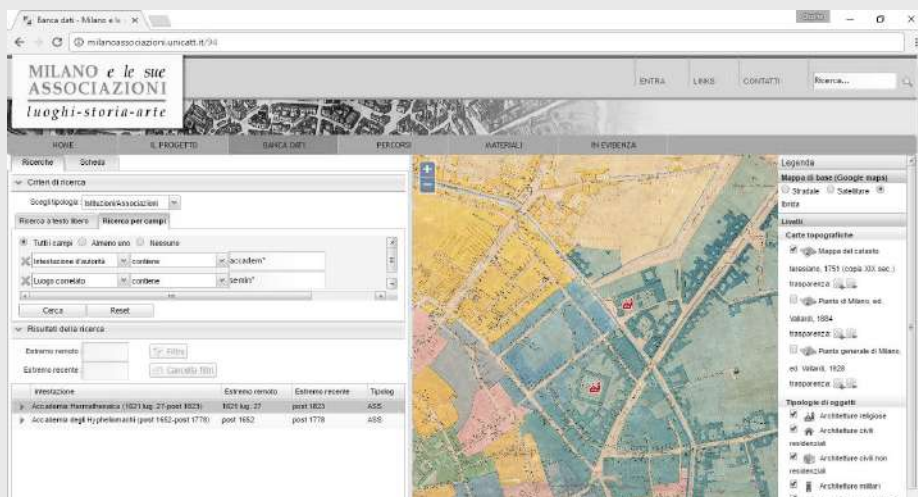 Banca dati - Milano e le
milanoassociazioni.unicatt.it/94
MILANO e le sue
ASSOCIAZIONI
luoghi-storia-arte
ENTRA LINKS CONTATTI Ricerca...
HOME IL PROGETTO BANCA DATI PERCORSI MATERIALI IN EVIDENZA
Ricerche Scheda
Criteri di ricerca
Scegli tipologia: Istituzioni/Associazioni
Ricerca a testo libero Ricerca per campi
Tutti i campi Almeno uno Nessuno
Intestazione d'autorità contiene accadem*
Luogo correlato contiene semin*
Cerca Reset
Risultati della ricerca
Estremo remoto Filtra
Estremo recente Cancella filtri
Intestazione Estremo remoto Estremo recente Tipolog
Accademia Hermathenaica (1621 lug. 27-post 1823) 1621 lug. 27 post 1823 ASS
Accademia degli Hypheliomachi (post 1652-post 1778) post 1652 post 1778 ASS
Legenda
Mappa di base (Google maps)
Stradale Satellitare
Ibrida
Livelli
Carte topografiche
Mappa del catasto
teresiano, 1751 (copia XIX sec.)
trasparenza:
Pianta di Milano, ed.
Vallardi, 1884
trasparenza:
Pianta generale di Milano,
ed. Vallardi, 1928
trasparenza:
Tipologie di oggetti
Architetture religiose
Architetture civili
residenziali
Architetture civili non
residenziali
Architetture militari